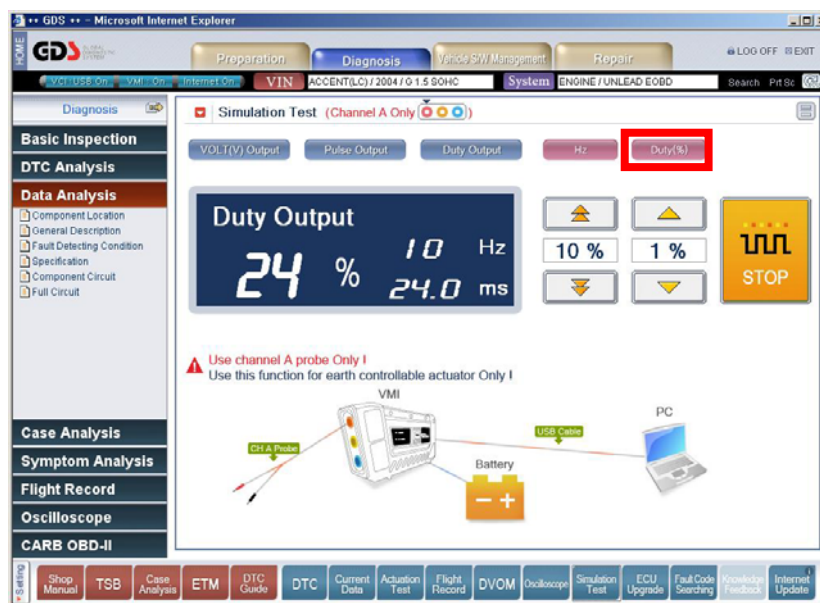 GDS - Microsoft Internet Explorer
HOME
GDS
Preparation
Diagnosis
Vehicle S/W Management
Repair
LOG OFF
EXIT
VCI USB On
VMI On
Internet On
VIN
ACCENT(LC) / 2004 / G 1.5 SOHC
System
ENGINE / UNLEAD EOBD
Search
Prt Sc
Diagnosis
Simulation Test (Channel A Only)
Basic Inspection
DTC Analysis
Data Analysis
Component Location
General Description
Fault Detecting Condition
Specification
Component Circuit
Full Circuit
VOLT(V) Output
Pulse Output
Duty Output
Hz
Duty(%)
Duty Output
10 Hz
24 %
24.0 ms
10 %
1 %
STOP
Use channel A probe Only !
Use this function for earth controllable actuator Only !
VMI
PC
CH A Probe
USB Cable
Battery
Case Analysis
Symptom Analysis
Flight Record
Oscilloscope
CARB OBD-II
Setting
Shop Manual
TSB
Case Analysis
ETM
DTC Guide
DTC
Current Data
Actuation Test
Flight Record
DVOM
Oscilloscope
Simulation Test
ECU Upgrade
Fault Code Searching
Knowledge Feedback
Internet Update